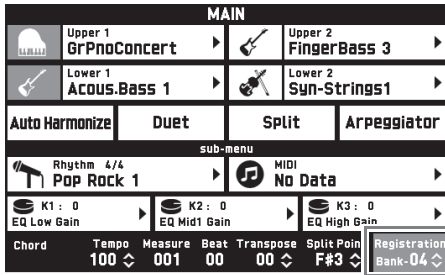 MAIN
Upper 1
GrPnoConcert
Upper 2
FingerBass 3
Lower 1
Acous.Bass 1
Lower 2
Syn-Strings1
Auto Harmonize Duet Split Arpeggiator
sub-menu
Rhythm 4/4
Pop Rock 1
MIDI
No Data
K1: 0
EQ Low Gain
K2: 0
EQ Mid1 Gain
K3: 0
EQ High Gain
Chord Tempo Measure Beat Transpose Split Poin Registration
100 001 00 00 F#3 Bank-04